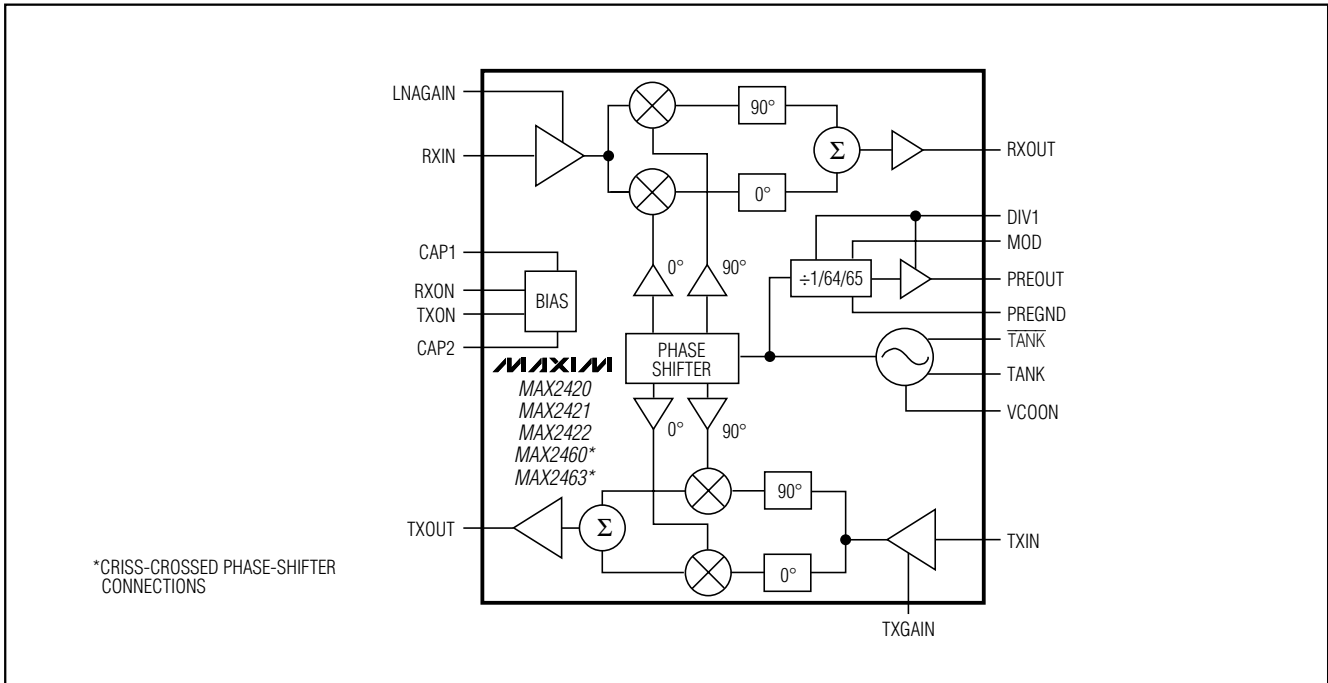 LNAGAIN
RXIN
90°
0°
Σ
RXOUT
DIV1
MOD
PREOUT
PREGND
÷1/64/65
CAP1
RXON
TXON
CAP2
BIAS
0°
90°
PHASE
SHIFTER
TANK
TANK
VCOON
MAXIM
MAX2420
MAX2421
MAX2422
MAX2460*
MAX2463*
0°
90°
90°
0°
Σ
TXOUT
TXIN
TXGAIN
*CRISS-CROSSED PHASE-SHIFTER
CONNECTIONS